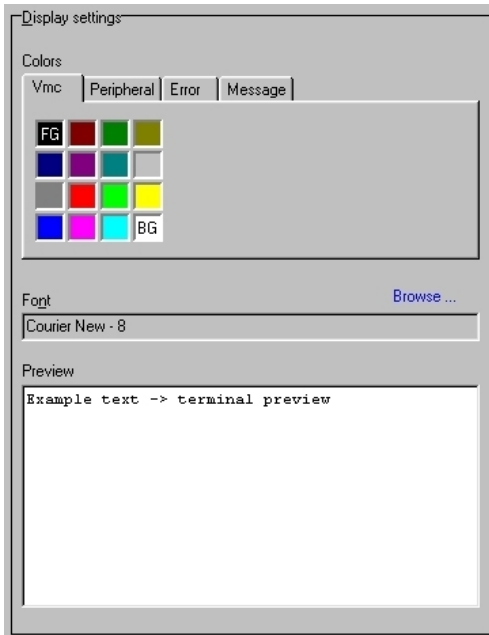 Display settings
Colors
Vmc Peripheral Error Message
FG
BG
Font Browse ...
Courier New - 8
Preview
Example text -> terminal preview